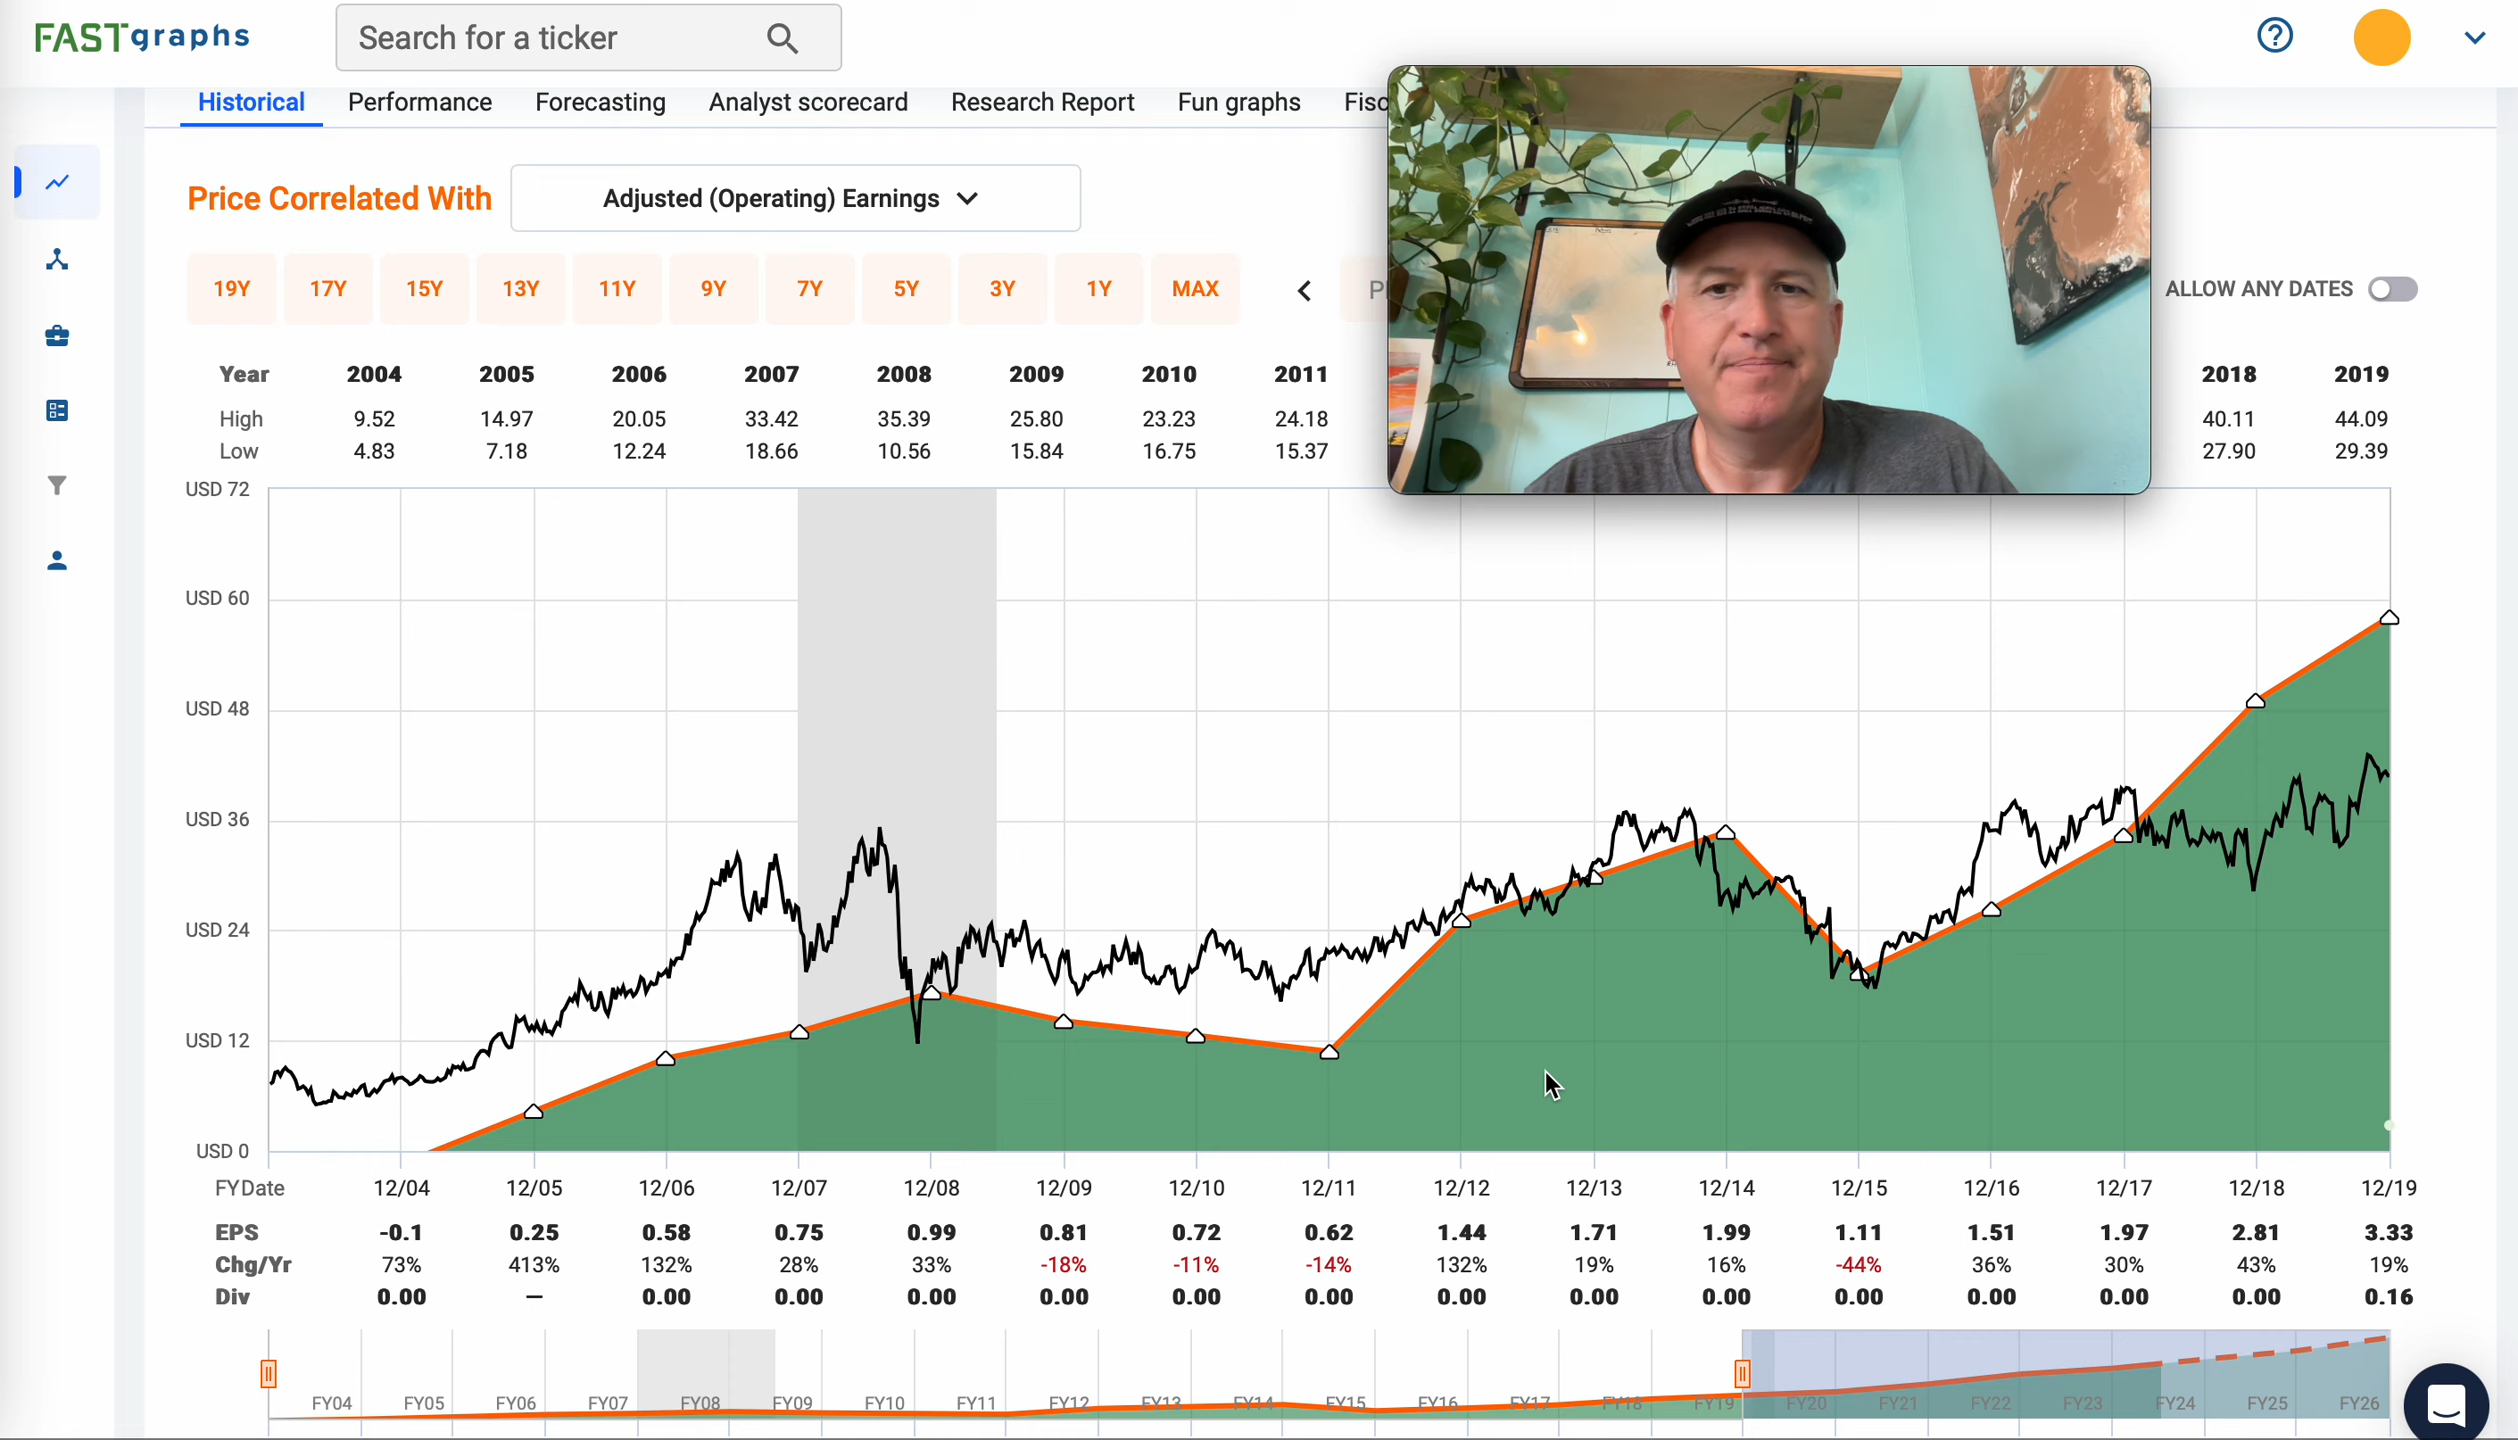 FASTgraphs
Search for a ticker
Historical Performance Forecasting Analyst scorecard Research Report Fun graphs Fisc
Price Correlated With Adjusted (Operating) Earnings
19Y 17Y 15Y 13Y 11Y 9Y 7Y 5Y 3Y 1Y MAX ALLOW ANY DATES
Year 2004 2005 2006 2007 2008 2009 2010 2011 2018 2019
High 9.52 14.97 20.05 33.42 35.39 25.80 23.23 24.18 40.11 44.09
Low 4.83 7.18 12.24 18.66 10.56 15.84 16.75 15.37 27.90 29.39
USD 72
USD 60
USD 48
USD 36
USD 24
USD 12
USD 0
FYDate 12/04 12/05 12/06 12/07 12/08 12/09 12/10 12/11 12/12 12/13 12/14 12/15 12/16 12/17 12/18 12/19
EPS -0.1 0.25 0.58 0.75 0.99 0.81 0.72 0.62 1.44 1.71 1.99 1.11 1.51 1.97 2.81 3.33
Chg/Yr 73% 413% 132% 28% 33% -18% -11% -14% 132% 19% 16% -44% 36% 30% 43% 19%
Div 0.00 — 0.00 0.00 0.00 0.00 0.00 0.00 0.00 0.00 0.00 0.00 0.00 0.00 0.00 0.16
FY04 FY05 FY06 FY07 FY08 FY09 FY10 FY11 FY12 FY13 FY14 FY15 FY16 FY17 FY18 FY19 FY20 FY21 FY22 FY23 FY24 FY25 FY26